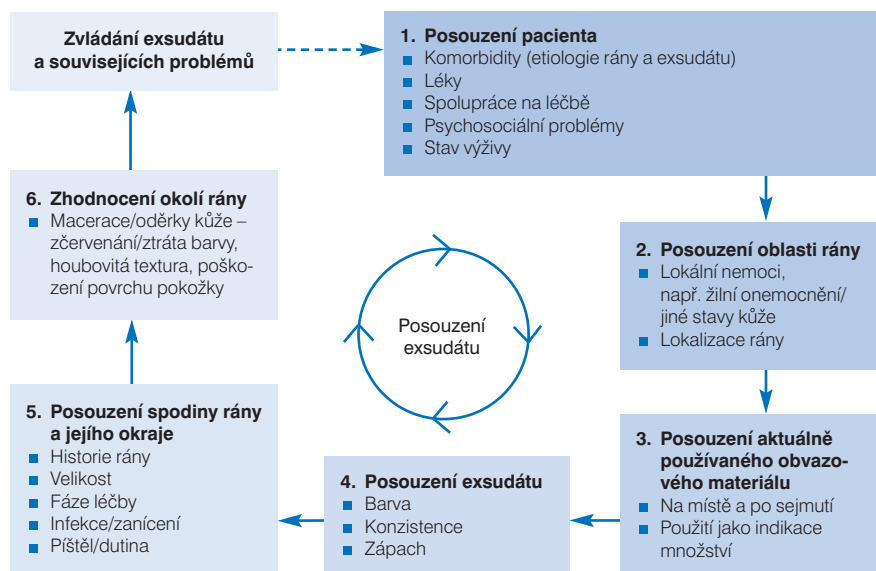 Zvládání exsudátu
a souvisejících problémů
1. Posouzení pacienta
Komorbidity (etiologie rány a exsudátu)
Léky
Spolupráce na léčbě
Psychosociální problémy
Stav výživy
2. Posouzení oblasti rány
Lokální nemoci,
např. žilní onemocnění/
jiné stavy kůže
Lokalizace rány
3. Posouzení aktuálně
používaného obvazo-
vého materiálu
Na místě a po sejmutí
Použití jako indikace
množství
4. Posouzení exsudátu
Barva
Konzistence
Zápach
5. Posouzení spodiny rány
a jejího okraje
Historie rány
Velikost
Fáze léčby
Infekce/zanícení
Píštěl/dutina
6. Zhodnocení okolí rány
Macerace/oděrky kůže –
zčervenání/ztráta barvy,
houbovitá textura, poško-
zení povrchu pokožky
Posouzení
exsudátu